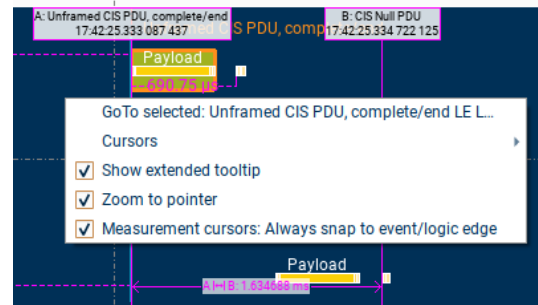 A: Unframed CIS PDU, complete/end
17:42:25.333 087 437
S PDU, comp
B: CIS Null PDU
17:42:25.334 722 125
Payload
690.75 µs
GoTo selected: Unframed CIS PDU, complete/end LE L...
Cursors
Show extended tooltip
Zoom to pointer
Measurement cursors: Always snap to event/logic edge
Payload
A↔B: 1.634688 ms